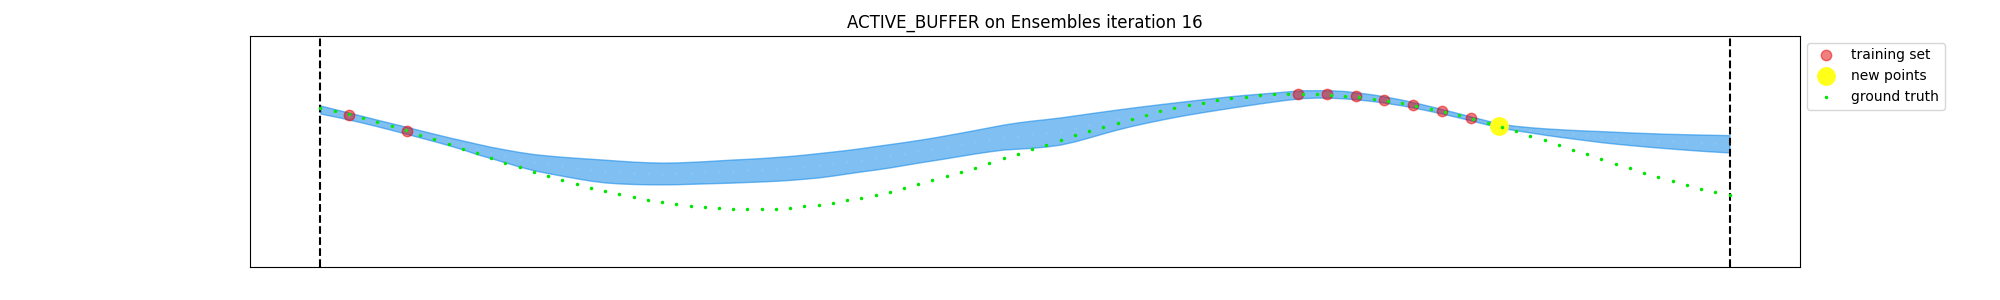 ACTIVE_BUFFER on Ensembles iteration 16
training set
new points
ground truth